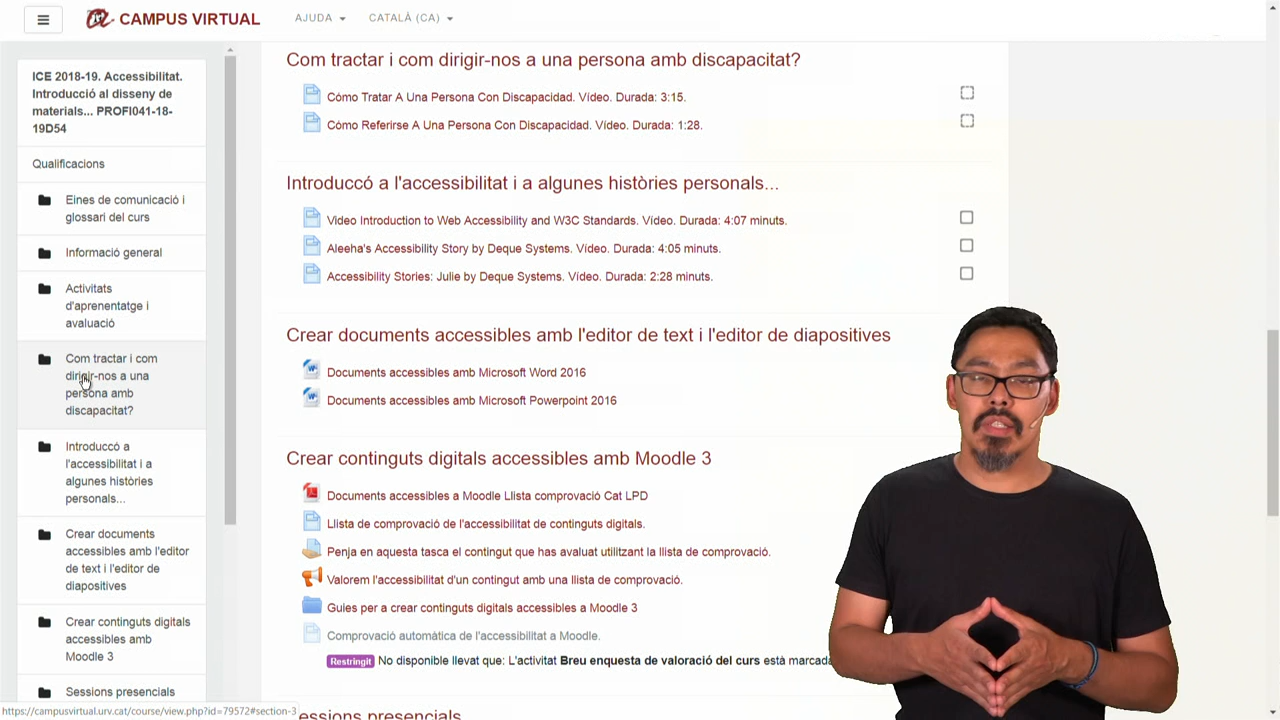 CAMPUS VIRTUAL
AJUDA
CATALÀ (CA)
ICE 2018-19. Accessibilitat.
Introducció al disseny de
materials... PROFI041-18-
19D54
Qualificacions
Eines de comunicació i
glossari del curs
Informació general
Activitats
d'aprenentatge i
avaluació
Com tractar i com
dirigir-nos a una
persona amb
discapacitat?
Introduccó a
l'accessibilitat i a
algunes històries
personals...
Crear documents
accessibles amb l'editor
de text i l'editor de
diapositives
Crear continguts digitals
accessibles amb
Moodle 3
Sessions presencials
https://campusvirtual.urv.cat/course/view.php?id=79572#section-3
Com tractar i com dirigir-nos a una persona amb discapacitat?
Cómo Tratar A Una Persona Con Discapacidad. Vídeo. Durada: 3:15.
Cómo Referirse A Una Persona Con Discapacidad. Vídeo. Durada: 1:28.
Introduccó a l'accessibilitat i a algunes històries personals...
Video Introduction to Web Accessibility and W3C Standards. Vídeo. Durada: 4:07 minuts.
Aleeha's Accessibility Story by Deque Systems. Vídeo. Durada: 4:05 minuts.
Accessibility Stories: Julie by Deque Systems. Vídeo. Durada: 2:28 minuts.
Crear documents accessibles amb l'editor de text i l'editor de diapositives
Documents accessibles amb Microsoft Word 2016
Documents accessibles amb Microsoft Powerpoint 2016
Crear continguts digitals accessibles amb Moodle 3
Documents accessibles a Moodle Llista comprovació Cat LPD
Llista de comprovació de l'accessibilitat de continguts digitals.
Penja en aquesta tasca el contingut que has avaluat utilitzant la llista de comprovació.
Valorem l'accessibilitat d'un contingut amb una llista de comprovació.
Guies per a crear continguts digitals accessibles a Moodle 3
Comprovació automàtica de l'accessibilitat a Moodle.
Restringit No disponible llevat que: L'activitat Breu enquesta de valoració del curs està marcada
essions presencials